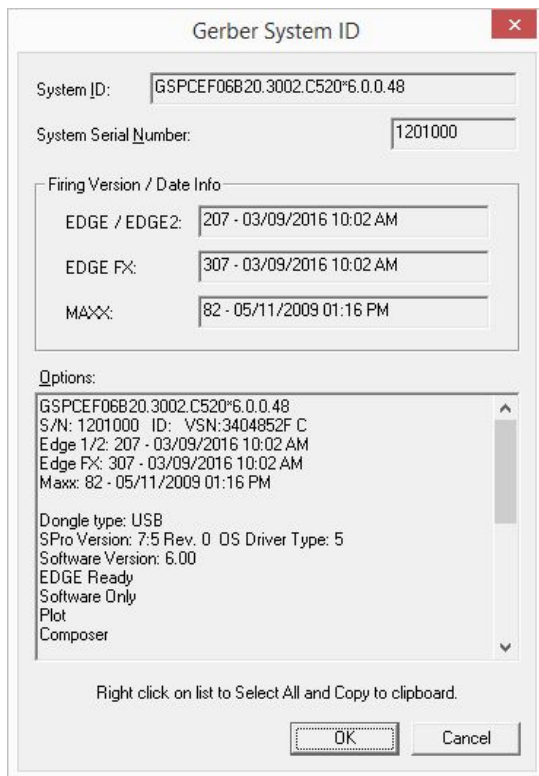 Gerber System ID
System ID: GSPCEF06B20.3002.C520*6.0.0.48
System Serial Number: 1201000
Firing Version / Date Info
EDGE / EDGE2: 207 - 03/09/2016 10:02 AM
EDGE FX: 307 - 03/09/2016 10:02 AM
MAXX: 82 - 05/11/2009 01:16 PM
Options:
GSPCEF06B20.3002.C520*6.0.0.48
S/N: 1201000 ID: VSN:3404852F C
Edge 1/2: 207 - 03/09/2016 10:02 AM
Edge FX: 307 - 03/09/2016 10:02 AM
Maxx: 82 - 05/11/2009 01:16 PM
Dongle type: USB
SPro Version: 7:5 Rev. 0 OS Driver Type: 5
Software Version: 6.00
EDGE Ready
Software Only
Plot
Composer
Right click on list to Select All and Copy to clipboard.
OK Cancel